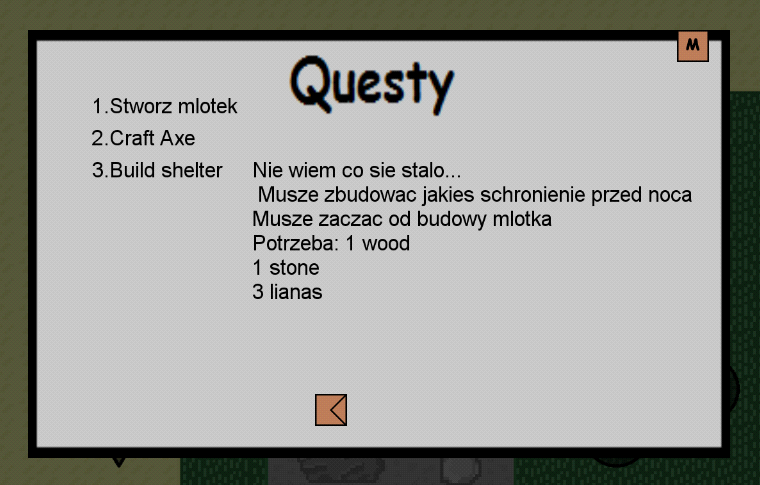 M
Questy
1.Stworz mlotek
2.Craft Axe
3.Build shelter
Nie wiem co sie stalo...
Musze zbudowac jakies schronienie przed noca
Musze zaczac od budowy mlotka
Potrzeba: 1 wood
1 stone
3 lianas